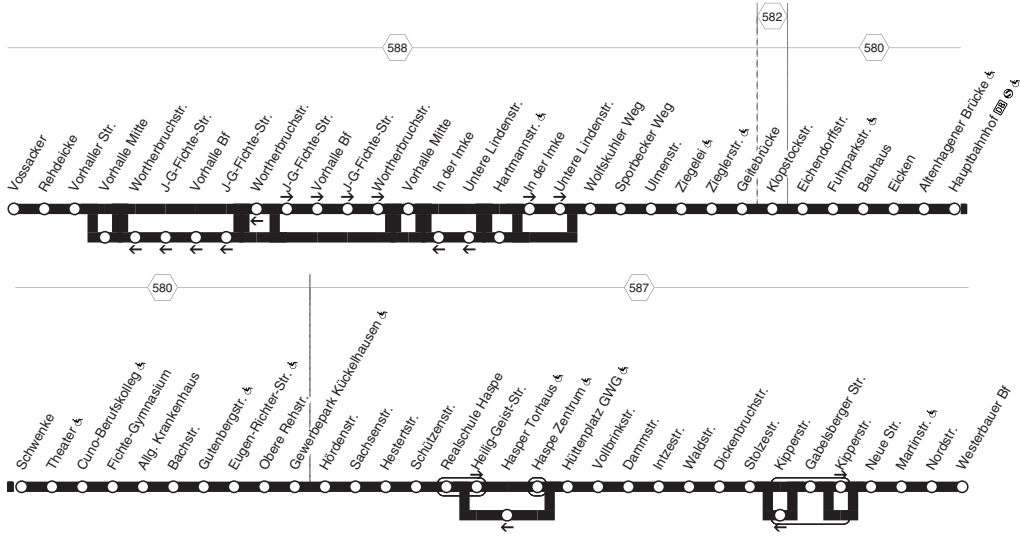 582
588
580
Vossacker
Rehdeicke
Vorhaller Str.
Vorhalle Mitte
Wortherbruchstr.
J-G-Fichte-Str.
Vorhalle Bf
J-G-Fichte-Str.
Wortherbruchstr.
J-G-Fichte-Str.
Vorhalle Bf
J-G-Fichte-Str.
Wortherbruchstr.
Vorhalle Mitte
In der Imke
Untere Lindenstr.
Hartmannstr.
In der Imke
Untere Lindenstr.
Wolfskuhler Weg
Sporbecker Weg
Ulmenstr.
Ziegelei
Zieglerstr.
Geitebrücke
Klopstockstr.
Eichendorffstr.
Fuhrparkstr.
Bauhaus
Eicken
Altenhagener Brücke
Hauptbahnhof DB S
580
587
Schwenke
Theater
Cuno-Berufskolleg
Fichte-Gymnasium
Allg. Krankenhaus
Bachstr.
Gutenbergstr.
Eugen-Richter-Str.
Obere Rehstr.
Gewerbepark Kückelhausen
Hördenstr.
Sachsenstr.
Hestertstr.
Schützenstr.
Realschule Haspe
Heilig-Geist-Str.
Hasper Torhaus
Haspe Zentrum
Hüttenplatz GWG
Vollbrinkstr.
Dammstr.
Intzestr.
Waldstr.
Dickenbruchstr.
Stolzestr.
Kipperstr.
Gabelsberger Str.
Kipperstr.
Neue Str.
Martinstr.
Nordstr.
Westerbauer Bf